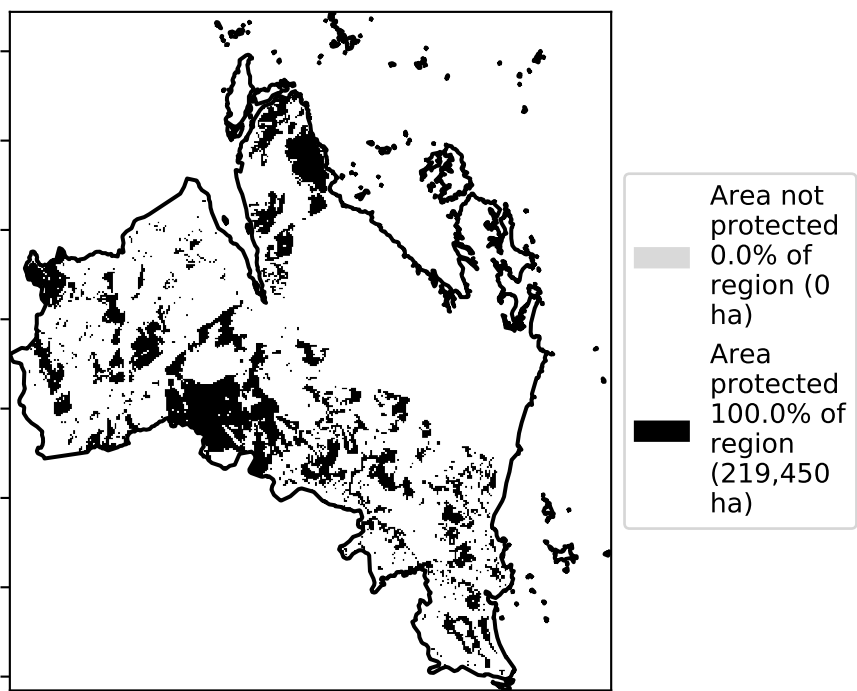 Area not
protected
0.0% of
region (0
ha)
Area
protected
100.0% of
region
(219,450
ha)